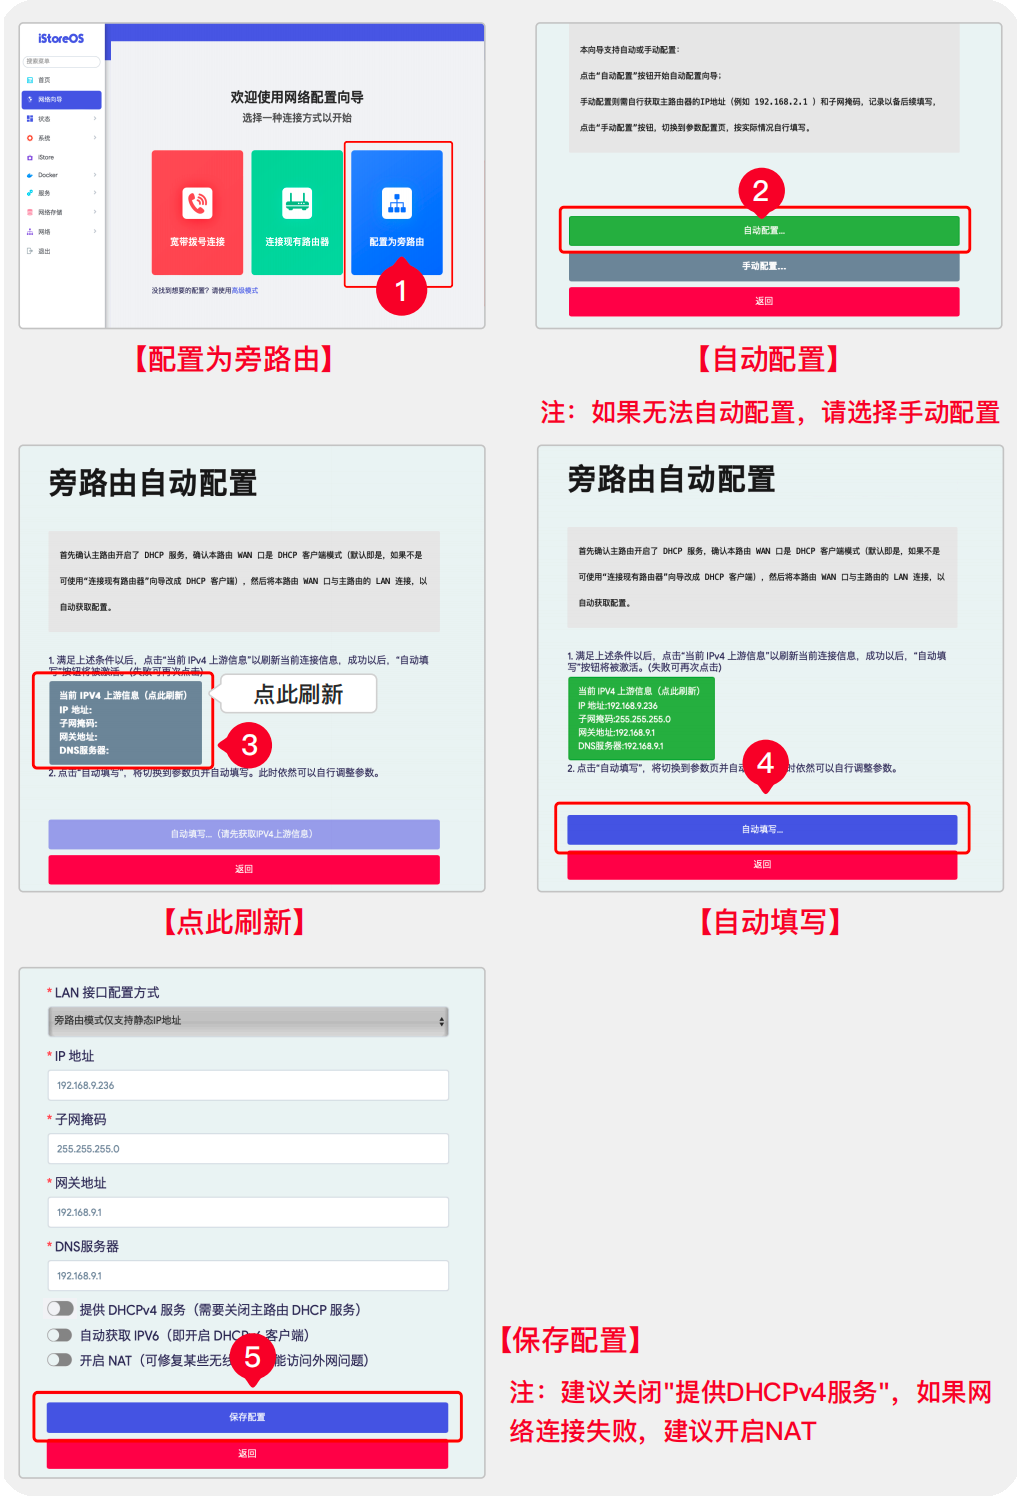 iStoreOS
搜索菜单
首页
网络向导
状态
系统
iStore
Docker
服务
网络存储
网络
退出
欢迎使用网络配置向导
选择一种连接方式以开始
宽带拨号连接
连接现有路由器
配置为旁路由
1
没找到想要的配置？请使用高级模式
【配置为旁路由】
本向导支持自动或手动配置：
点击“自动配置”按钮开始自动配置向导；
手动配置则需自行获取主路由器的IP地址（例如 192.168.2.1 ）和子网掩码，记录以备后续填写，
点击“手动配置”按钮，切换到参数配置页，按实际情况自行填写。
2
自动配置...
手动配置...
返回
【自动配置】
注：如果无法自动配置，请选择手动配置
旁路由自动配置
首先确认主路由开启了 DHCP 服务，确认本路由 WAN 口是 DHCP 客户端模式（默认即是，如果不是
可使用“连接现有路由器”向导改成 DHCP 客户端），然后将本路由 WAN 口与主路由的 LAN 连接，以
自动获取配置。
1. 满足上述条件以后，点击“当前 IPv4 上游信息”以刷新当前连接信息，成功以后，“自动填
写”按钮将被激活。(失败可再次点击)
当前 IPV4 上游信息（点此刷新）
IP 地址:
子网掩码:
网关地址:
DNS服务器:
点此刷新
3
2. 点击“自动填写”，将切换到参数页并自动填写。此时依然可以自行调整参数。
自动填写...（请先获取IPV4上游信息）
返回
【点此刷新】
旁路由自动配置
首先确认主路由开启了 DHCP 服务，确认本路由 WAN 口是 DHCP 客户端模式（默认即是，如果不是
可使用“连接现有路由器”向导改成 DHCP 客户端），然后将本路由 WAN 口与主路由的 LAN 连接，以
自动获取配置。
1. 满足上述条件以后，点击“当前 IPv4 上游信息”以刷新当前连接信息，成功以后，“自动填
写”按钮将被激活。(失败可再次点击)
当前 IPV4 上游信息（点此刷新）
IP 地址:192.168.9.236
子网掩码:255.255.255.0
网关地址:192.168.9.1
DNS服务器:192.168.9.1
4
2. 点击“自动填写”，将切换到参数页并自 时依然可以自行调整参数。
自动填写...
返回
【自动填写】
* LAN 接口配置方式
旁路由模式仅支持静态IP地址
* IP 地址
192.168.9.236
* 子网掩码
255.255.255.0
* 网关地址
192.168.9.1
* DNS服务器
192.168.9.1
提供 DHCPv4 服务（需要关闭主路由 DHCP 服务）
自动获取 IPV6（即开启 DHCP 客户端）
开启 NAT（可修复某些无线 能访问外网问题）
5
保存配置
返回
【保存配置】
注：建议关闭"提供DHCPv4服务"，如果网
络连接失败，建议开启NAT